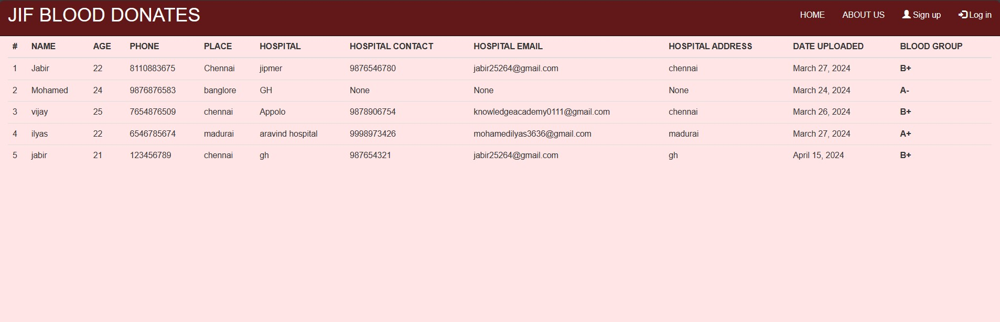 JIF BLOOD DONATES HOME ABOUT US Sign up Log in
# NAME AGE PHONE PLACE HOSPITAL HOSPITAL CONTACT HOSPITAL EMAIL HOSPITAL ADDRESS DATE UPLOADED BLOOD GROUP
1 Jabir 22 8110883675 Chennai jipmer 9876546780 jabir25264@gmail.com chennai March 27, 2024 B+
2 Mohamed 24 9876876583 banglore GH None None None March 24, 2024 A-
3 vijay 25 7654876509 chennai Appolo 9878906754 knowledgeacademy0111@gmail.com chennai March 26, 2024 B+
4 ilyas 22 6546785674 madurai aravind hospital 9998973426 mohamedilyas3636@gmail.com madurai March 27, 2024 A+
5 jabir 21 123456789 chennai gh 987654321 jabir25264@gmail.com gh April 15, 2024 B+